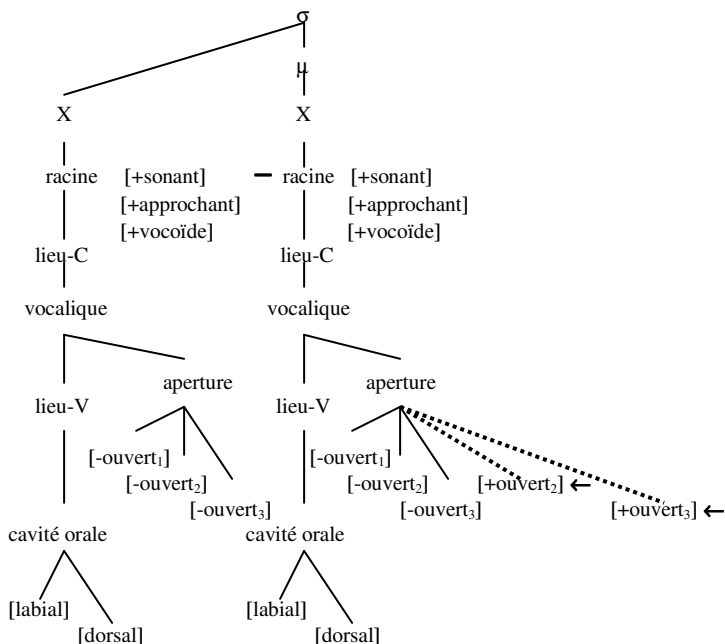 σ
μ
X X
racine [+sonant] – racine [+sonant]
[+approchant] [+approchant]
[+vocoïde] [+vocoïde]
lieu-C lieu-C
vocalique vocalique
aperture aperture
lieu-V lieu-V
[-ouvert₁] [-ouvert₁]
[-ouvert₂] [-ouvert₂] [+ouvert₂] ←
[-ouvert₃] [-ouvert₃] [+ouvert₃] ←
cavité orale cavité orale
[labial] [labial]
[dorsal] [dorsal]